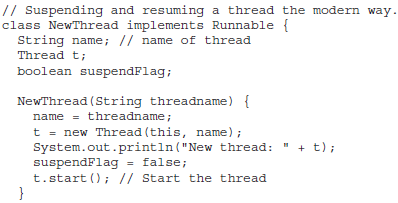 // Suspending and resuming a thread the modern way.
class NewThread implements Runnable {
  String name; // name of thread
  Thread t;
  boolean suspendFlag;

  NewThread(String threadname) {
    name = threadname;
    t = new Thread(this, name);
    System.out.println("New thread: " + t);
    suspendFlag = false;
    t.start(); // Start the thread
  }